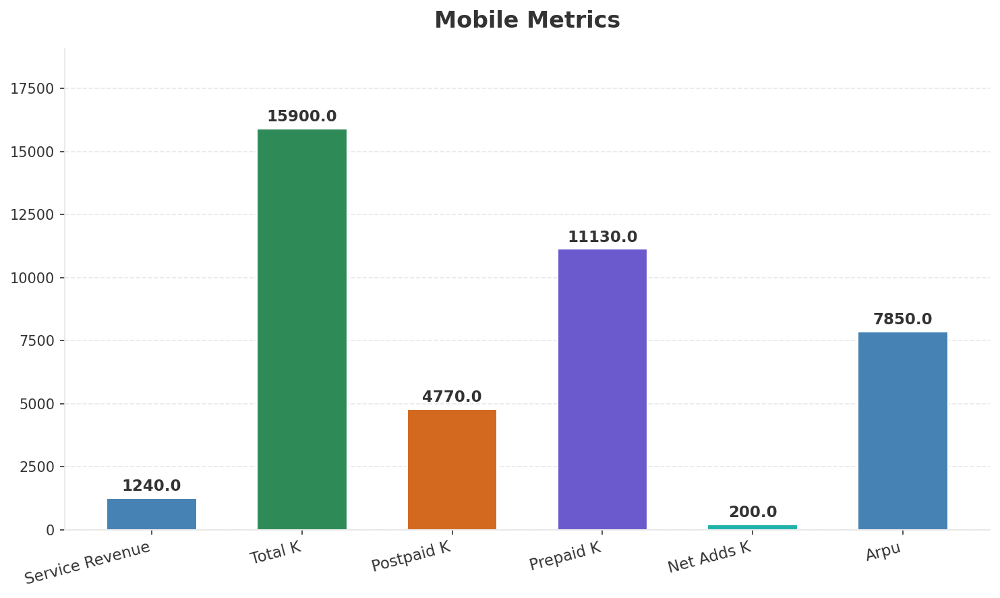 Mobile Metrics
17500
15000
12500
10000
7500
5000
2500
0
1240.0
15900.0
4770.0
11130.0
200.0
7850.0
Service Revenue
Total K
Postpaid K
Prepaid K
Net Adds K
Arpu